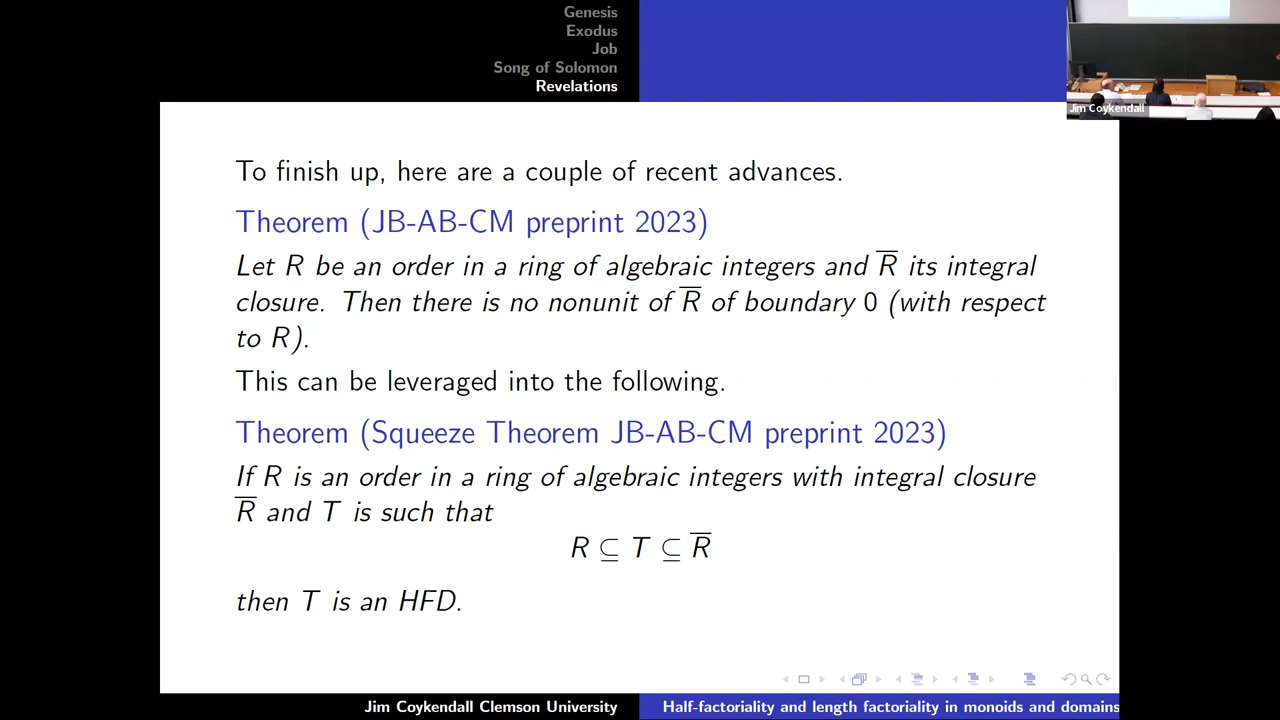 Genesis
Exodus
Job
Song of Solomon
Revelations
Jim Coykendall
To finish up, here are a couple of recent advances.
Theorem (JB-AB-CM preprint 2023)
Let R be an order in a ring of algebraic integers and R̅ its integral
closure. Then there is no nonunit of R̅ of boundary 0 (with respect
to R).
This can be leveraged into the following.
Theorem (Squeeze Theorem JB-AB-CM preprint 2023)
If R is an order in a ring of algebraic integers with integral closure
R̅ and T is such that
R ⊆ T ⊆ R̅
then T is an HFD.
Jim Coykendall Clemson University
Half-factoriality and length factoriality in monoids and domains